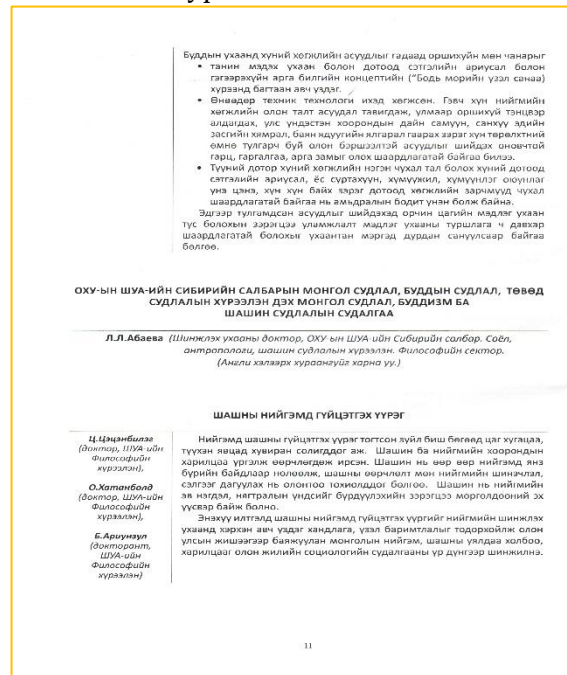 Буддын ухаанд хүний хөгжлийн асуудлыг гадаад оршихуйн мөн чанарыг
• танин мэдэх ухаан болон дотоод сэтгэлийн ариусал болон
гэгээрэхүйн арга билгийн концептийн ("Бодь мөрийн үзэл санаа)
хүрээнд багтаан авч үздэг.
• Өнөөдөр техник технологи ихэд хөгжсөн. Гэвч хүн нийгмийн
хөгжлийн олон талт асуудал тавигдаж, улмаар оршихуй тэнцвэр
алдагдах, улс үндэстэн хоорондын дайн самуун, санхүү эдийн
засгийн хямрал, баян ядуугийн ялгарал гаарах зэрэг хүн төрөлхтний
өмнө тулгарч буй олон бэршээлтэй асуудлыг шийдэх оновчтой
гарц, гаргалгаа, арга замыг олох шаардлагатай байгаа билээ.
• Түүний дотор хүний хөгжлийн нэгэн чухал тал болох хүний дотоод
сэтгэлийн ариусал, ёс суртахуун, хүмүүжил, хүмүүнлэг оюунлаг
үнэ цэнэ, хүн хүн байх зэрэг дотоод хөгжлийн зарчмууд чухал
шаардлагатай байгаа нь амьдралын бодит үнэн болж байна.
Эдгээр тулгамдсан асуудлыг шийдэхэд орчин цагийн мэдлэг ухаан
тус болохын зэрэгцээ уламжлалт мэдлэг ухааны туршлага ч давхар
шаардлагатай болохыг ухаантан мэргэд дурдан сануулсаар байгаа
бөлгөө.
ОХУ-ЫН ШУА-ИЙН СИБИРИЙН САЛБАРЫН МОНГОЛ СУДЛАЛ, БУДДЫН СУДЛАЛ, ТӨВӨД
СУДЛАЛЫН ХҮРЭЭЛЭН ДЭХ МОНГОЛ СУДЛАЛ, БУДДИЗМ БА
ШАШИН СУДЛАЛЫН СУДАЛГАА
Л.Л.Абаева (Шинжлэх ухааны доктор, ОХУ-ын ШУА-ийн Сибирийн салбар. Соёл,
антропологи, шашин судлалын хүрээлэн. Философийн сектор.
(Англи хэлээрх хураангуйг харна уу.)
ШАШНЫ НИЙГЭМД ГҮЙЦЭТГЭХ ҮҮРЭГ
Ц.Цэцэнбилэг
(доктор, ШУА-ийн
Философийн
хүрээлэн),
О.Хатанболд
(доктор, ШУА-ийн
Философийн
хүрээлэн),
Б.Ариунзул
(докторант,
ШУА-ийн
Философийн
хүрээлэн)
Нийгэмд шашны гүйцэтгэх үүрэг тогтсон зүйл биш бөгөөд цаг хугацаа,
түүхэн явцад хувиран солигддог аж. Шашин ба нийгмийн хоорондын
харилцаа үргэлж өөрчлөгдөж ирсэн. Шашин нь өөр өөр нийгэмд янз
бүрийн байдлаар нөлөөлж, шашны өөрчлөлт нөн нийгмийн шинэчлэл,
сэлгээг дагуулах нь олонтоо тохиолддог болгоо. Шашин нь нийгмийн
эв нэгдэл, нягтралын үндсийг бүрдүүлэхийн зэрэгцээ мөргөлдөөний эх
үүсвэр байж болно.
Энэхүү илтгэлд шашны нийгэмд гүйцэтгэх үүргийг нийгмийн шинжлэх
ухаанд хэрхэн авч үздэг хандлага, үзэл баримтлалыг тодорхойлж олон
улсын жишээгээр баяжуулан монголын нийгэм, шашны уялдаа холбоо,
харилцааг олон жилийн социологийн судалгааны үр дүнгээр шинжилнэ.
11